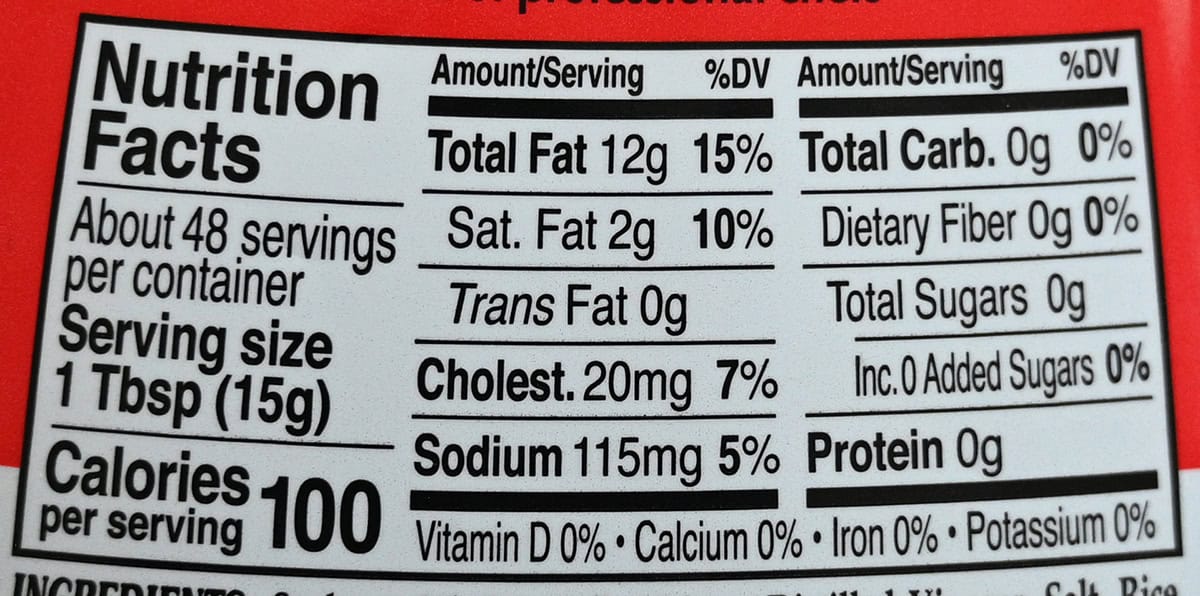 Nutrition
Facts
About 48 servings
per container
Serving size
1 Tbsp (15g)
Calories
per serving 100
Amount/Serving %DV
Total Fat 12g 15%
Sat. Fat 2g 10%
Trans Fat 0g
Cholest. 20mg 7%
Sodium 115mg 5%
Amount/Serving %DV
Total Carb. 0g 0%
Dietary Fiber 0g 0%
Total Sugars 0g
Inc. 0 Added Sugars 0%
Protein 0g
Vitamin D 0% • Calcium 0% • Iron 0% • Potassium 0%